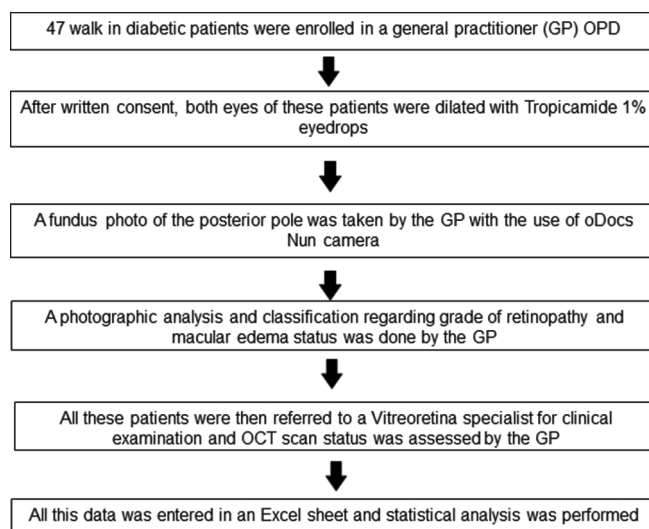 47 walk in diabetic patients were enrolled in a general practitioner (GP) OPD
After written consent, both eyes of these patients were dilated with Tropicamide 1%
eyedrops
A fundus photo of the posterior pole was taken by the GP with the use of oDocs
Nun camera
A photographic analysis and classification regarding grade of retinopathy and
macular edema status was done by the GP
All these patients were then referred to a Vitreoretina specialist for clinical
examination and OCT scan status was assessed by the GP
All this data was entered in an Excel sheet and statistical analysis was performed